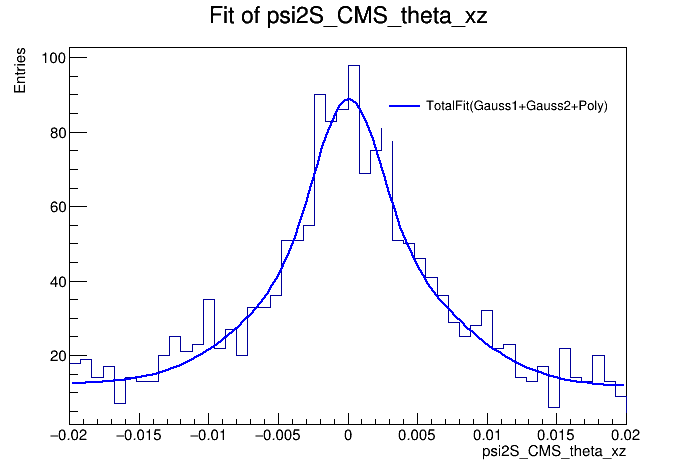 Fit of psi2S_CMS_theta_xz
Entries
100
80
60
40
20
TotalFit(Gauss1+Gauss2+Poly)
−0.02 −0.015 −0.01 −0.005 0 0.005 0.01 0.015 0.02
psi2S_CMS_theta_xz